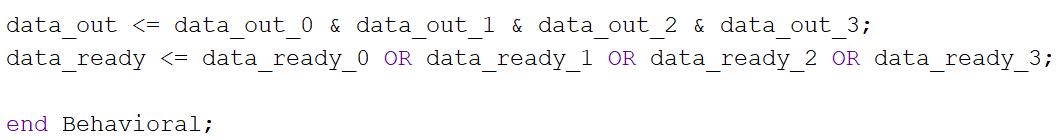 data_out <= data_out_0 & data_out_1 & data_out_2 & data_out_3;
data_ready <= data_ready_0 OR data_ready_1 OR data_ready_2 OR data_ready_3;
end Behavioral;